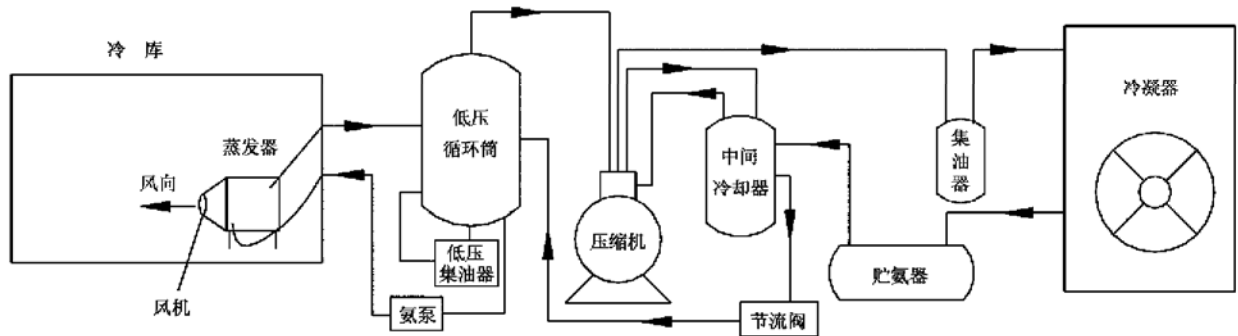 冷 库
蒸发器
风向
风机
低压
循环筒
低压
集油器
氨泵
压缩机
中间
冷却器
节流阀
集
油
器
贮氨器
冷凝器